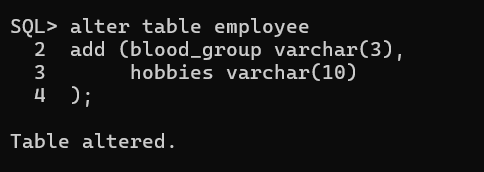 SQL> alter table employee
  2  add (blood_group varchar(3),
  3       hobbies varchar(10)
  4  );
Table altered.